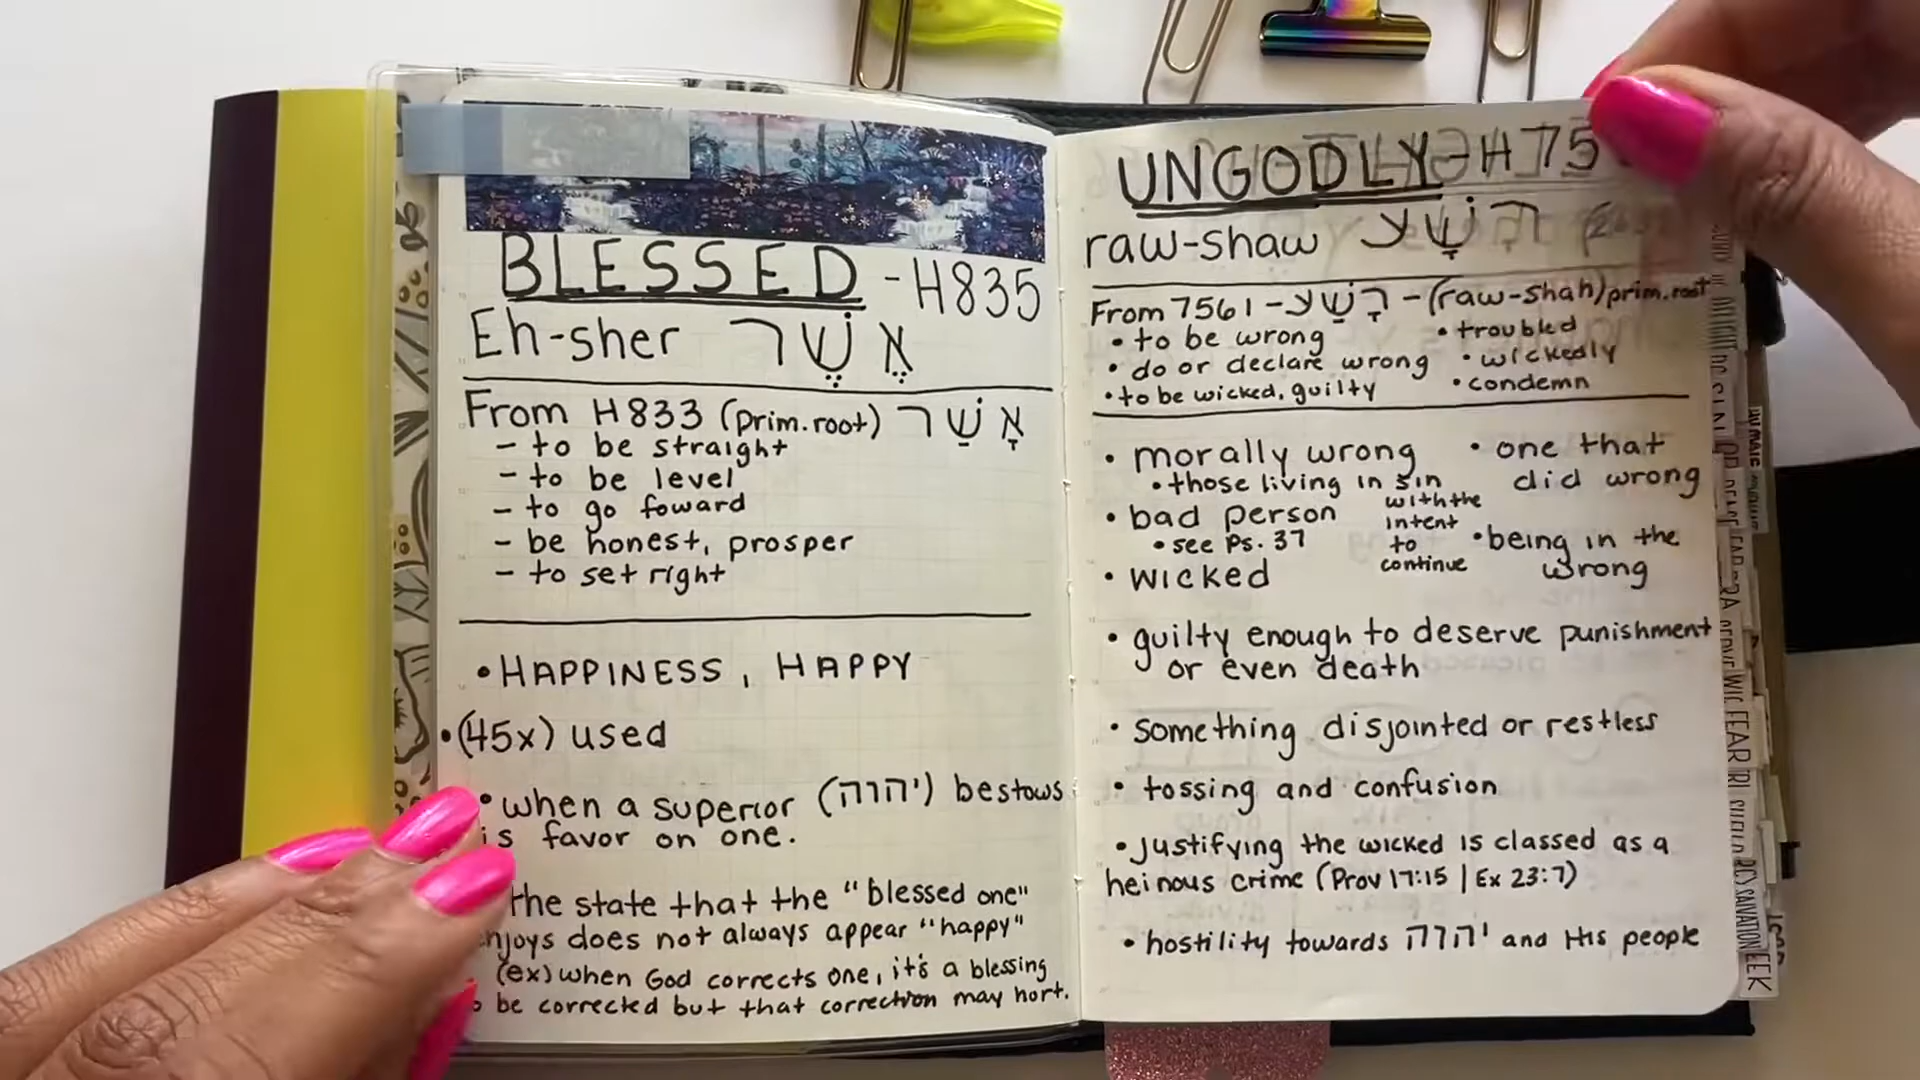 BLESSED - H835
Eh-sher אֶשֶׁר
From H833 (prim.root) אָשַׁר
- to be straight
- to be level
- to go foward
- be honest, prosper
- to set right
• HAPPINESS, HAPPY
• (45x) used
• when a superior (יהוה) bestows
is favor on one.
the state that the "blessed one"
njoys does not always appear "happy"
(ex) when God corrects one, it's a blessing
be corrected but that correction may hurt.
UNGODLY - H75
raw-shaw רָשָׁע
From 7561 - רָשַׁע - (raw-shah) prim.root
• to be wrong
• do or declare wrong
• to be wicked, guilty
• troubled
• wickedly
• condemn
• morally wrong
• those living in sin
with the
intent
to
continue
• bad person
• see Ps. 37
• wicked
• one that
did wrong
• being in the
wrong
• guilty enough to deserve punishment
or even death
• something disjointed or restless
• tossing and confusion
• Justifying the wicked is classed as a
heinous crime (Prov 17:15 | Ex 23:7)
• hostility towards יהוה and His people
FEAR
SALVATION
SEEK